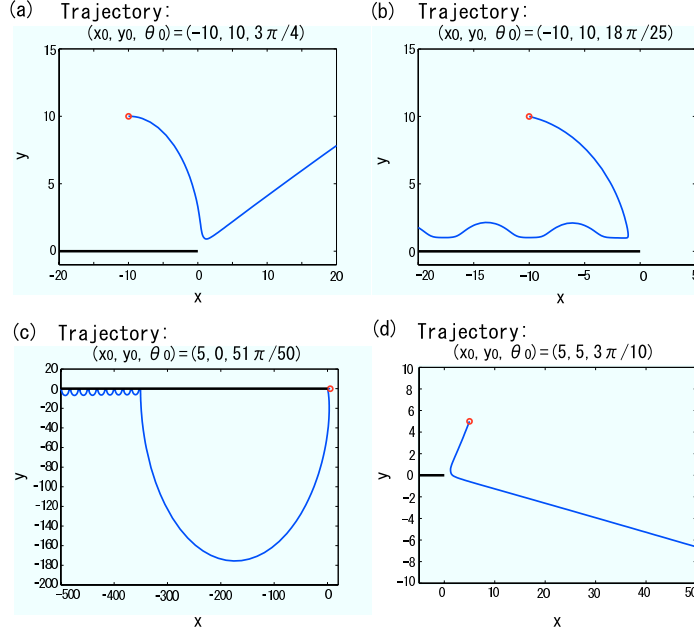 (a) Trajectory:
(x0, y0, θ0)=(-10, 10, 3π/4)
15
10
5
0
y
-20 -10 0 10 20
x
(b) Trajectory:
(x0, y0, θ0)=(-10, 10, 18π/25)
15
10
5
0
y
-20 -15 -10 -5 0 5
x
(c) Trajectory:
(x0, y0, θ0)=(5, 0, 51π/50)
20
0
-20
-40
-60
-80
-100
-120
-140
-160
-180
-200
y
-500 -400 -300 -200 -100 0
x
(d) Trajectory:
(x0, y0, θ0)=(5, 5, 3π/10)
10
8
6
4
2
0
-2
-4
-6
-8
-10
y
0 10 20 30 40 50
x